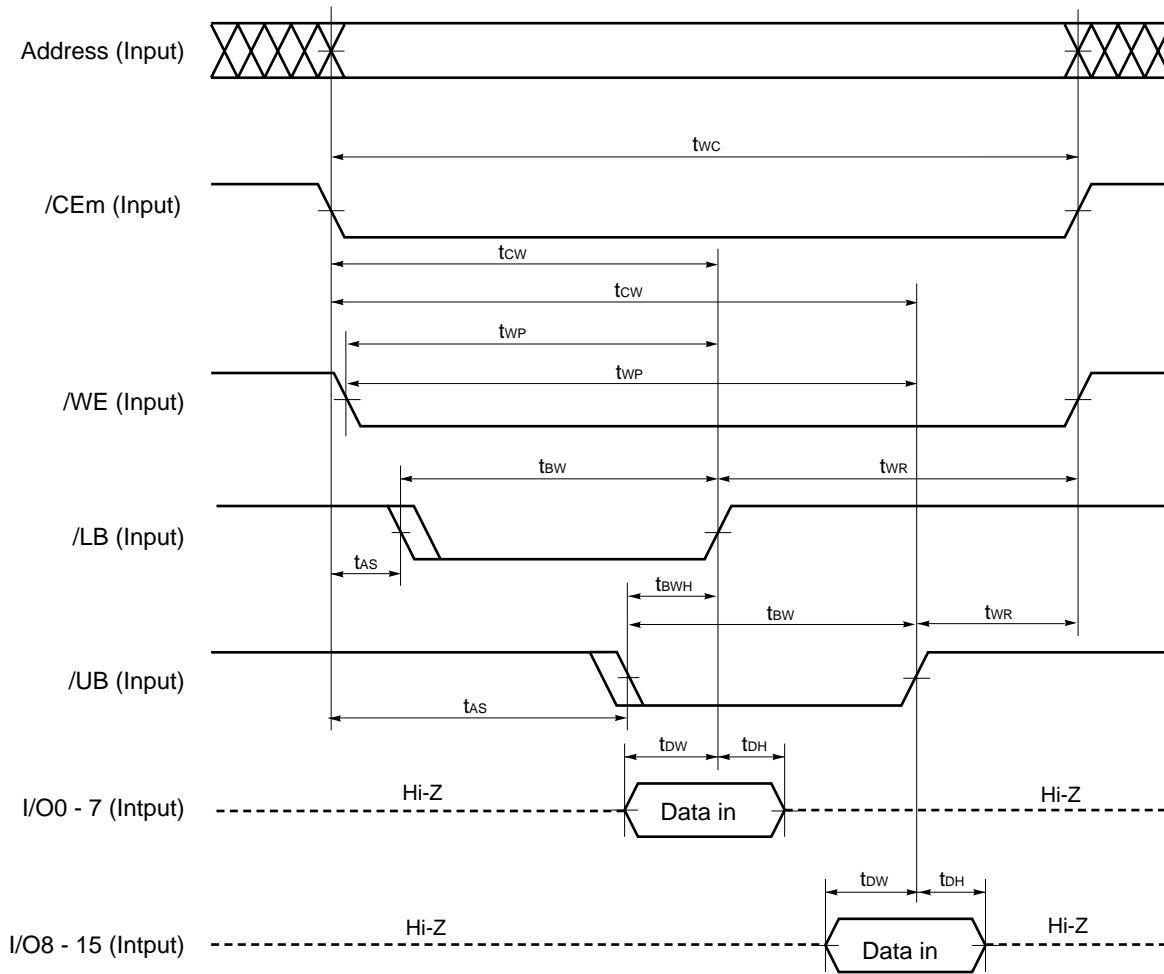 Address (Input)
tWC
/CEm (Input)
tCW
tCW
tWP
tWP
/WE (Input)
tBW
tWR
/LB (Input)
tAS
tBWH
tBW
tWR
/UB (Input)
tAS
tDW
tDH
Hi-Z
Hi-Z
I/O0 - 7 (Intput)
Data in
tDW
tDH
Hi-Z
Hi-Z
I/O8 - 15 (Intput)
Data in